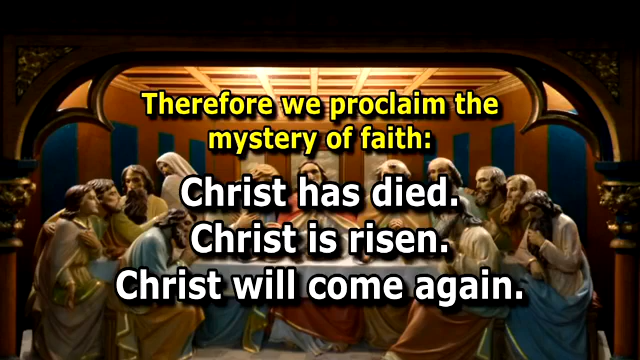 Therefore we proclaim the
mystery of faith:
Christ has died.
Christ is risen.
Christ will come again.